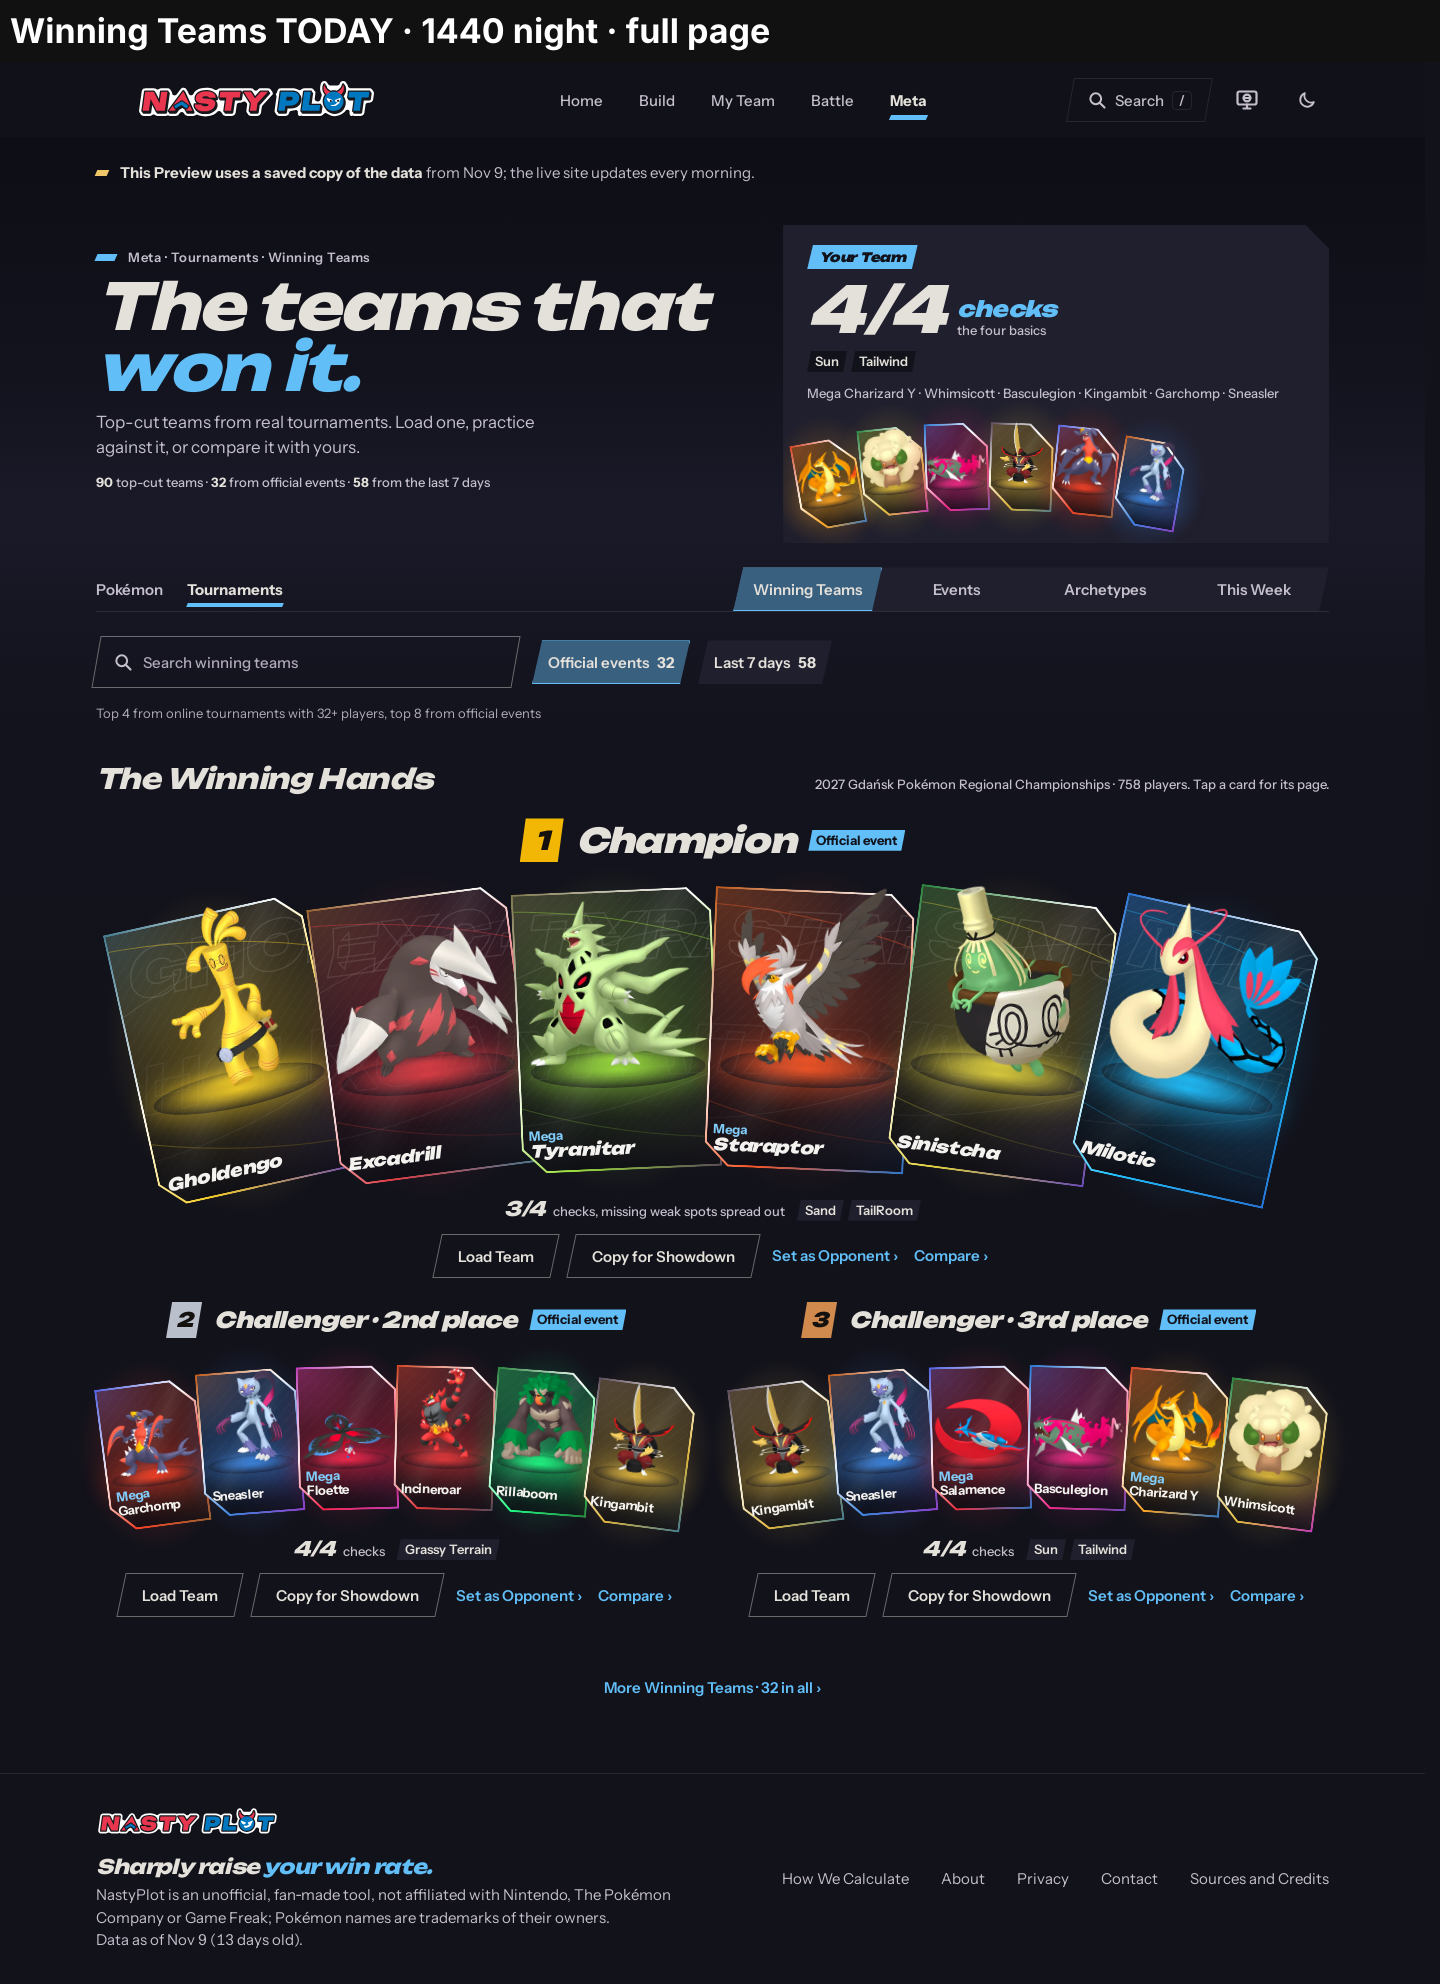 Winning Teams TODAY · 1440 night · full page
NASTY PLOT
Home Build My Team Battle Meta
Search /
This Preview uses a saved copy of the data from Nov 9; the live site updates every morning.
Meta · Tournaments · Winning Teams
The teams that
won it.
Top-cut teams from real tournaments. Load one, practice
against it, or compare it with yours.
90 top-cut teams · 32 from official events · 58 from the last 7 days
Your Team
4/4 checks
the four basics
Sun Tailwind
Mega Charizard Y · Whimsicott · Basculegion · Kingambit · Garchomp · Sneasler
Pokémon Tournaments
Winning Teams Events Archetypes This Week
Search winning teams
Official events 32 Last 7 days 58
Top 4 from online tournaments with 32+ players, top 8 from official events
The Winning Hands
2027 Gdańsk Pokémon Regional Championships · 758 players. Tap a card for its page.
1 Champion Official event
Gholdengo
Excadrill
Mega
Tyranitar
Mega
Staraptor
Sinistcha
Milotic
3/4 checks, missing weak spots spread out Sand TailRoom
Load Team Copy for Showdown Set as Opponent › Compare ›
2 Challenger · 2nd place Official event
Mega
Garchomp
Sneasler
Mega
Floette
Incineroar
Rillaboom
Kingambit
4/4 checks Grassy Terrain
Load Team Copy for Showdown Set as Opponent › Compare ›
3 Challenger · 3rd place Official event
Kingambit
Sneasler
Mega
Salamence
Basculegion
Mega
Charizard Y
Whimsicott
4/4 checks Sun Tailwind
Load Team Copy for Showdown Set as Opponent › Compare ›
More Winning Teams · 32 in all ›
NASTY PLOT
Sharply raise your win rate.
NastyPlot is an unofficial, fan-made tool, not affiliated with Nintendo, The Pokémon
Company or Game Freak; Pokémon names are trademarks of their owners.
Data as of Nov 9 (13 days old).
How We Calculate About Privacy Contact Sources and Credits